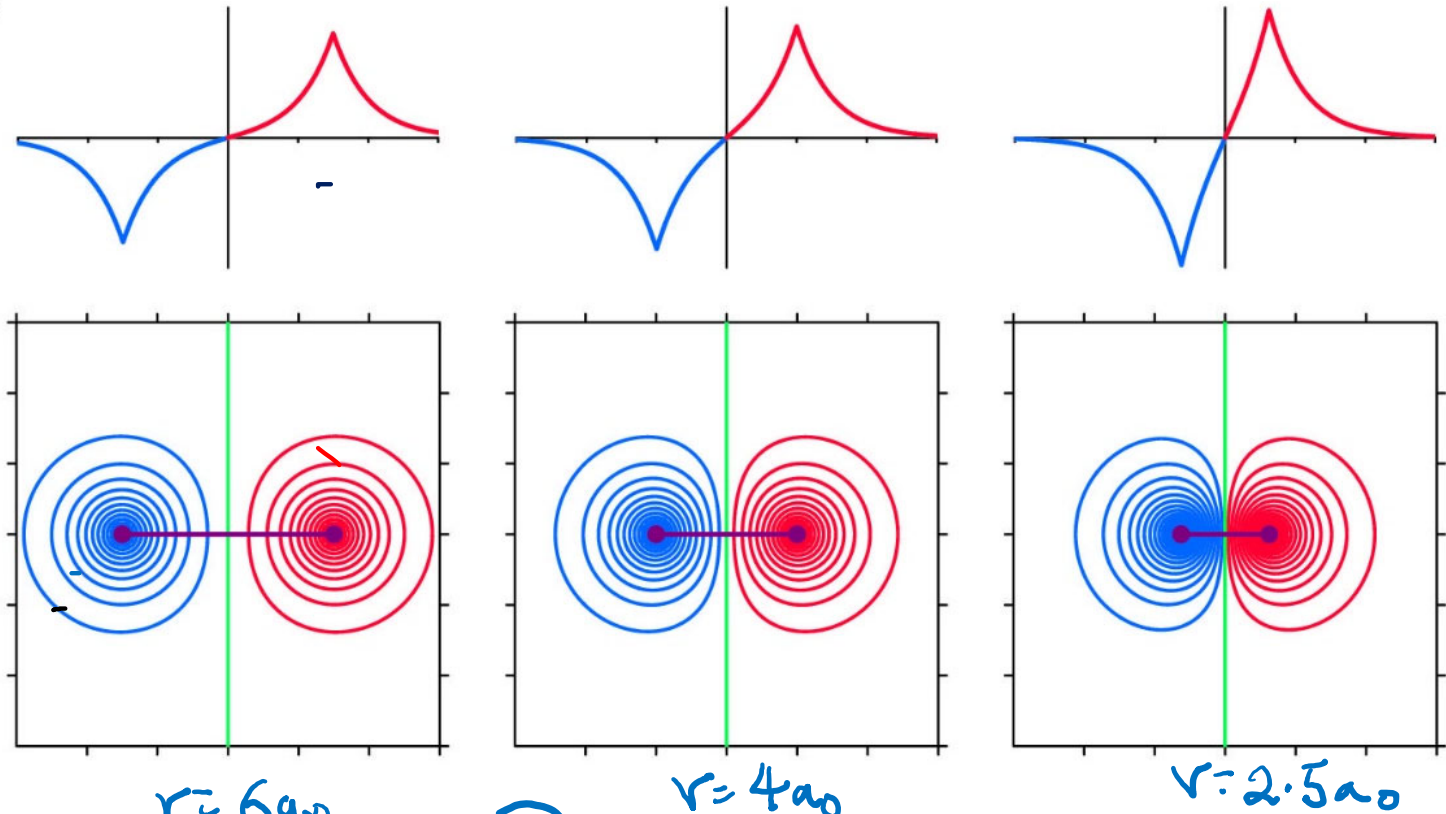 r = 6a₀
r = 4a₀
r = 2.5a₀